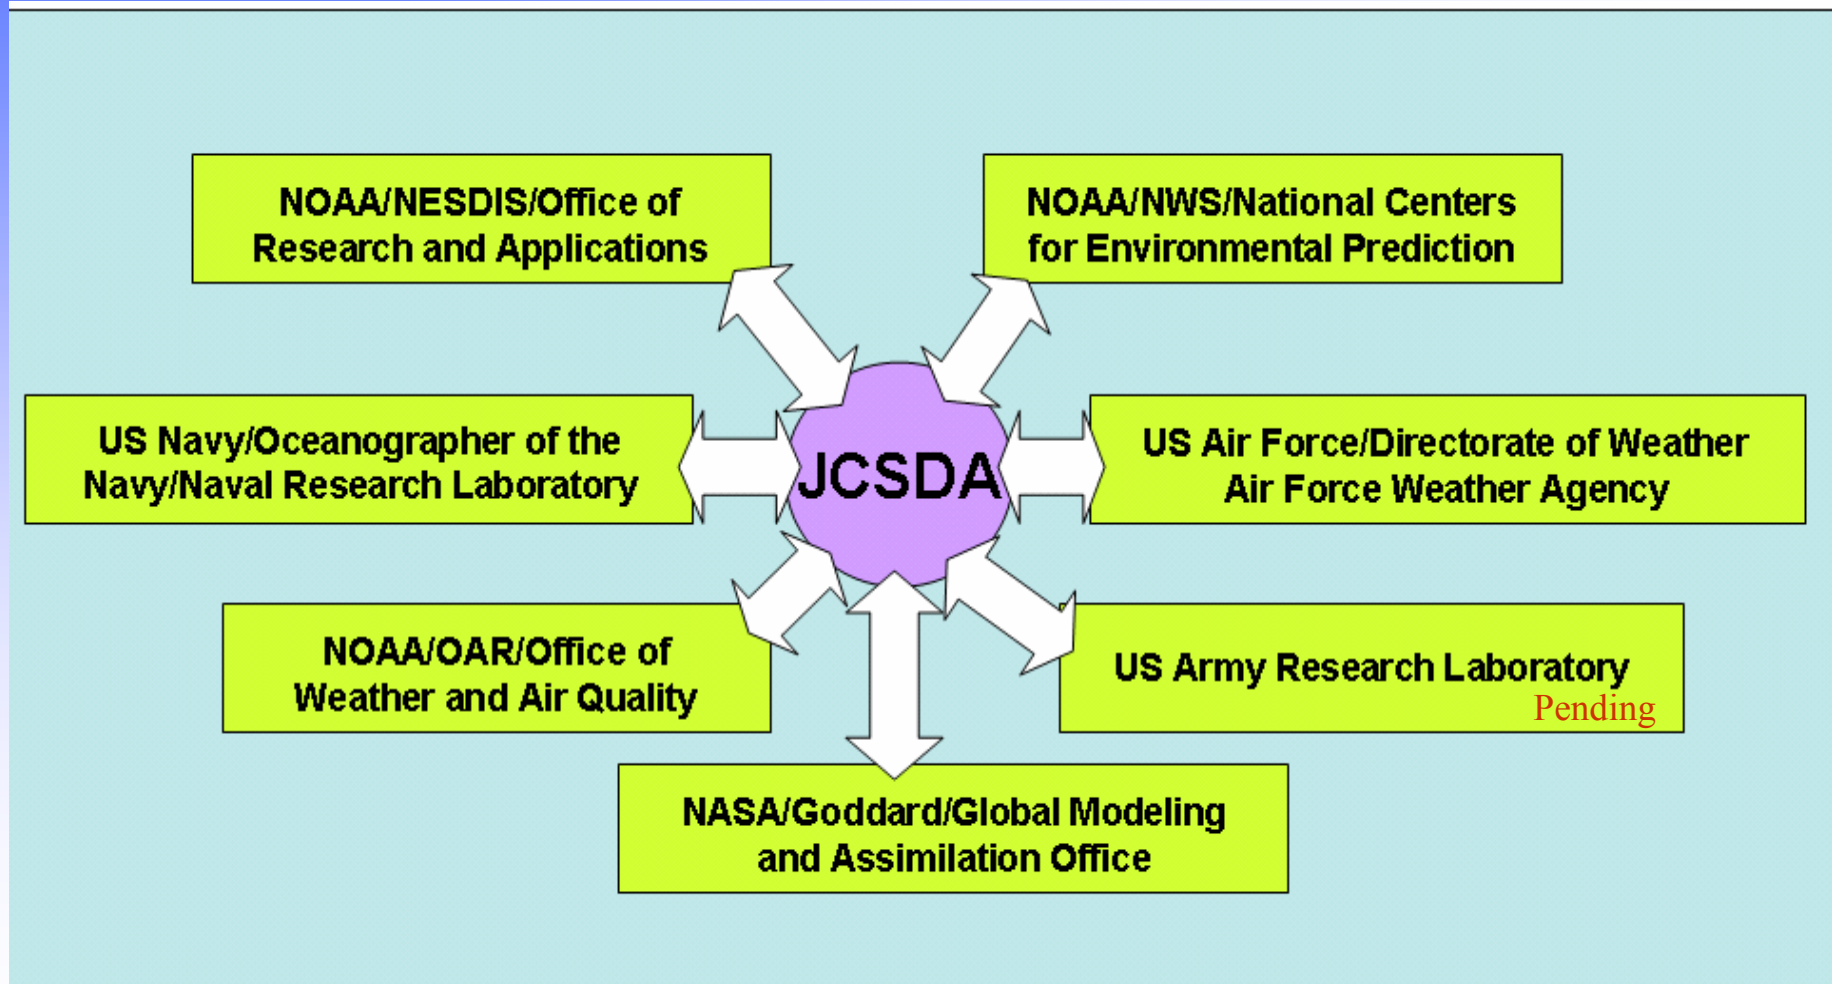 NOAA/NESDIS/Office of
Research and Applications
NOAA/NWS/National Centers
for Environmental Prediction
US Navy/Oceanographer of the
Navy/Naval Research Laboratory
JCSDA
US Air Force/Directorate of Weather
Air Force Weather Agency
NOAA/OAR/Office of
Weather and Air Quality
US Army Research Laboratory
Pending
NASA/Goddard/Global Modeling
and Assimilation Office